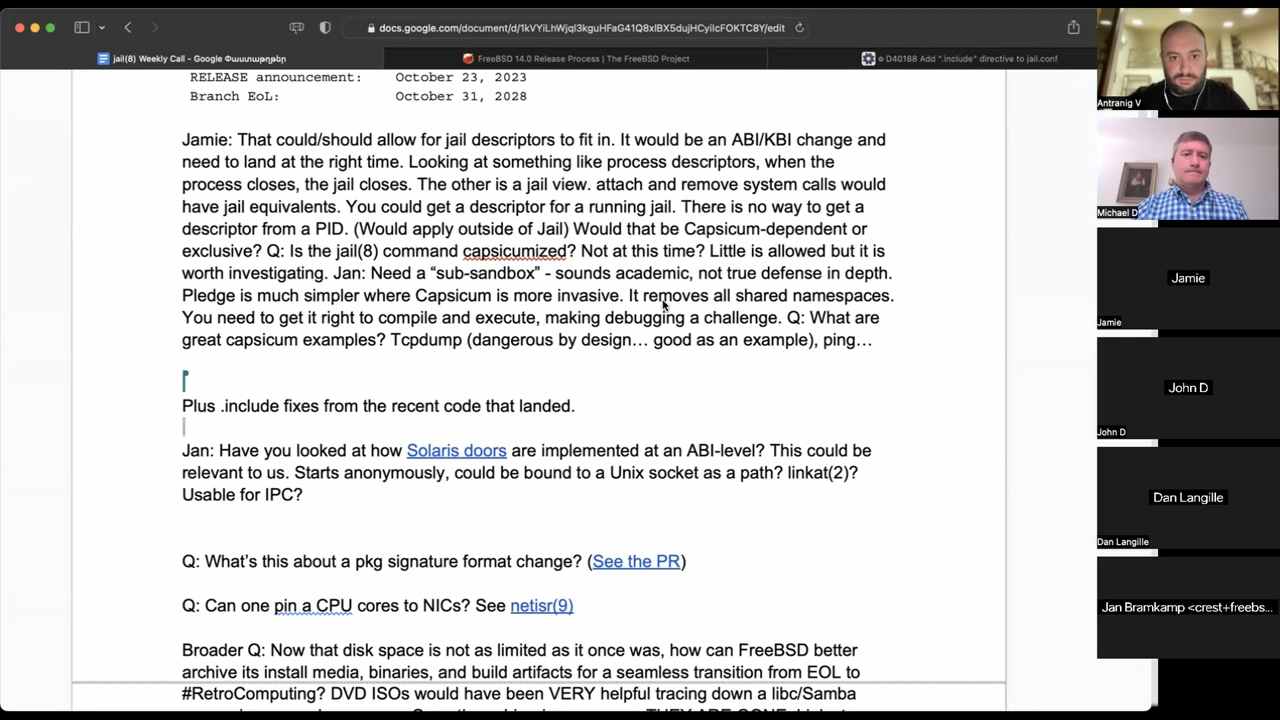 docs.google.com/document/d/1kVYiLhWjql3kguHFaG41Q8xlBX5dujHCyilcFOKTC8Y/edit
jail(8) Weekly Call - Google Փաստաթղթեր
FreeBSD 14.0 Release Process | The FreeBSD Project
D40188 Add ".include" directive to jail.conf
RELEASE announcement: October 23, 2023
Branch EoL: October 31, 2028
Jamie: That could/should allow for jail descriptors to fit in. It would be an ABI/KBI change and
need to land at the right time. Looking at something like process descriptors, when the
process closes, the jail closes. The other is a jail view. attach and remove system calls would
have jail equivalents. You could get a descriptor for a running jail. There is no way to get a
descriptor from a PID. (Would apply outside of Jail) Would that be Capsicum-dependent or
exclusive? Q: Is the jail(8) command capsicumized? Not at this time? Little is allowed but it is
worth investigating. Jan: Need a “sub-sandbox” - sounds academic, not true defense in depth.
Pledge is much simpler where Capsicum is more invasive. It removes all shared namespaces.
You need to get it right to compile and execute, making debugging a challenge. Q: What are
great capsicum examples? Tcpdump (dangerous by design… good as an example), ping…
Plus .include fixes from the recent code that landed.
Jan: Have you looked at how Solaris doors are implemented at an ABI-level? This could be
relevant to us. Starts anonymously, could be bound to a Unix socket as a path? linkat(2)?
Usable for IPC?
Q: What’s this about a pkg signature format change? (See the PR)
Q: Can one pin a CPU cores to NICs? See netisr(9)
Broader Q: Now that disk space is not as limited as it once was, how can FreeBSD better
archive its install media, binaries, and build artifacts for a seamless transition from EOL to
#RetroComputing? DVD ISOs would have been VERY helpful tracing down a libc/Samba
Antranig V
Michael D
Jamie
Jamie
John D
John D
Dan Langille
Dan Langille
Jan Bramkamp <crest+freebs...